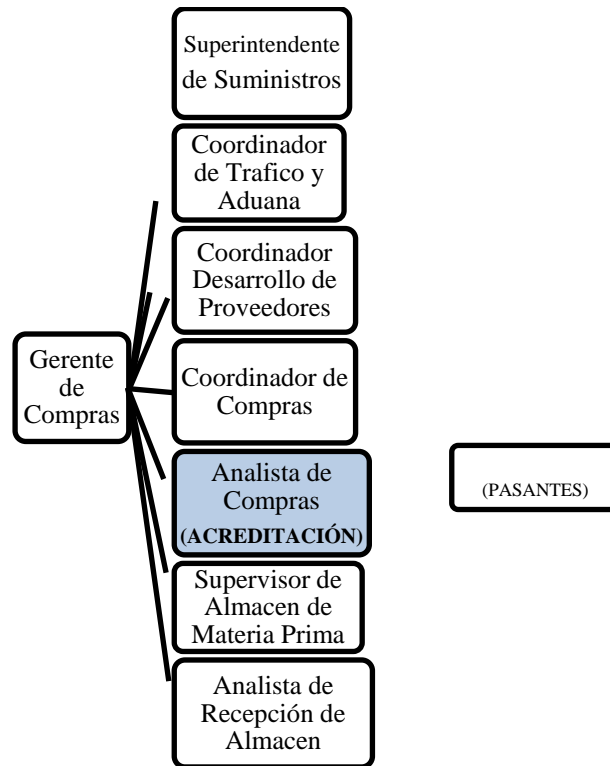 Superintendente
de Suministros
Coordinador
de Trafico y
Aduana
Coordinador
Desarrollo de
Proveedores
Gerente
de
Compras
Coordinador de
Compras
Analista de
Compras
(ACREDITACIÓN)
(PASANTES)
Supervisor de
Almacen de
Materia Prima
Analista de
Recepción de
Almacen